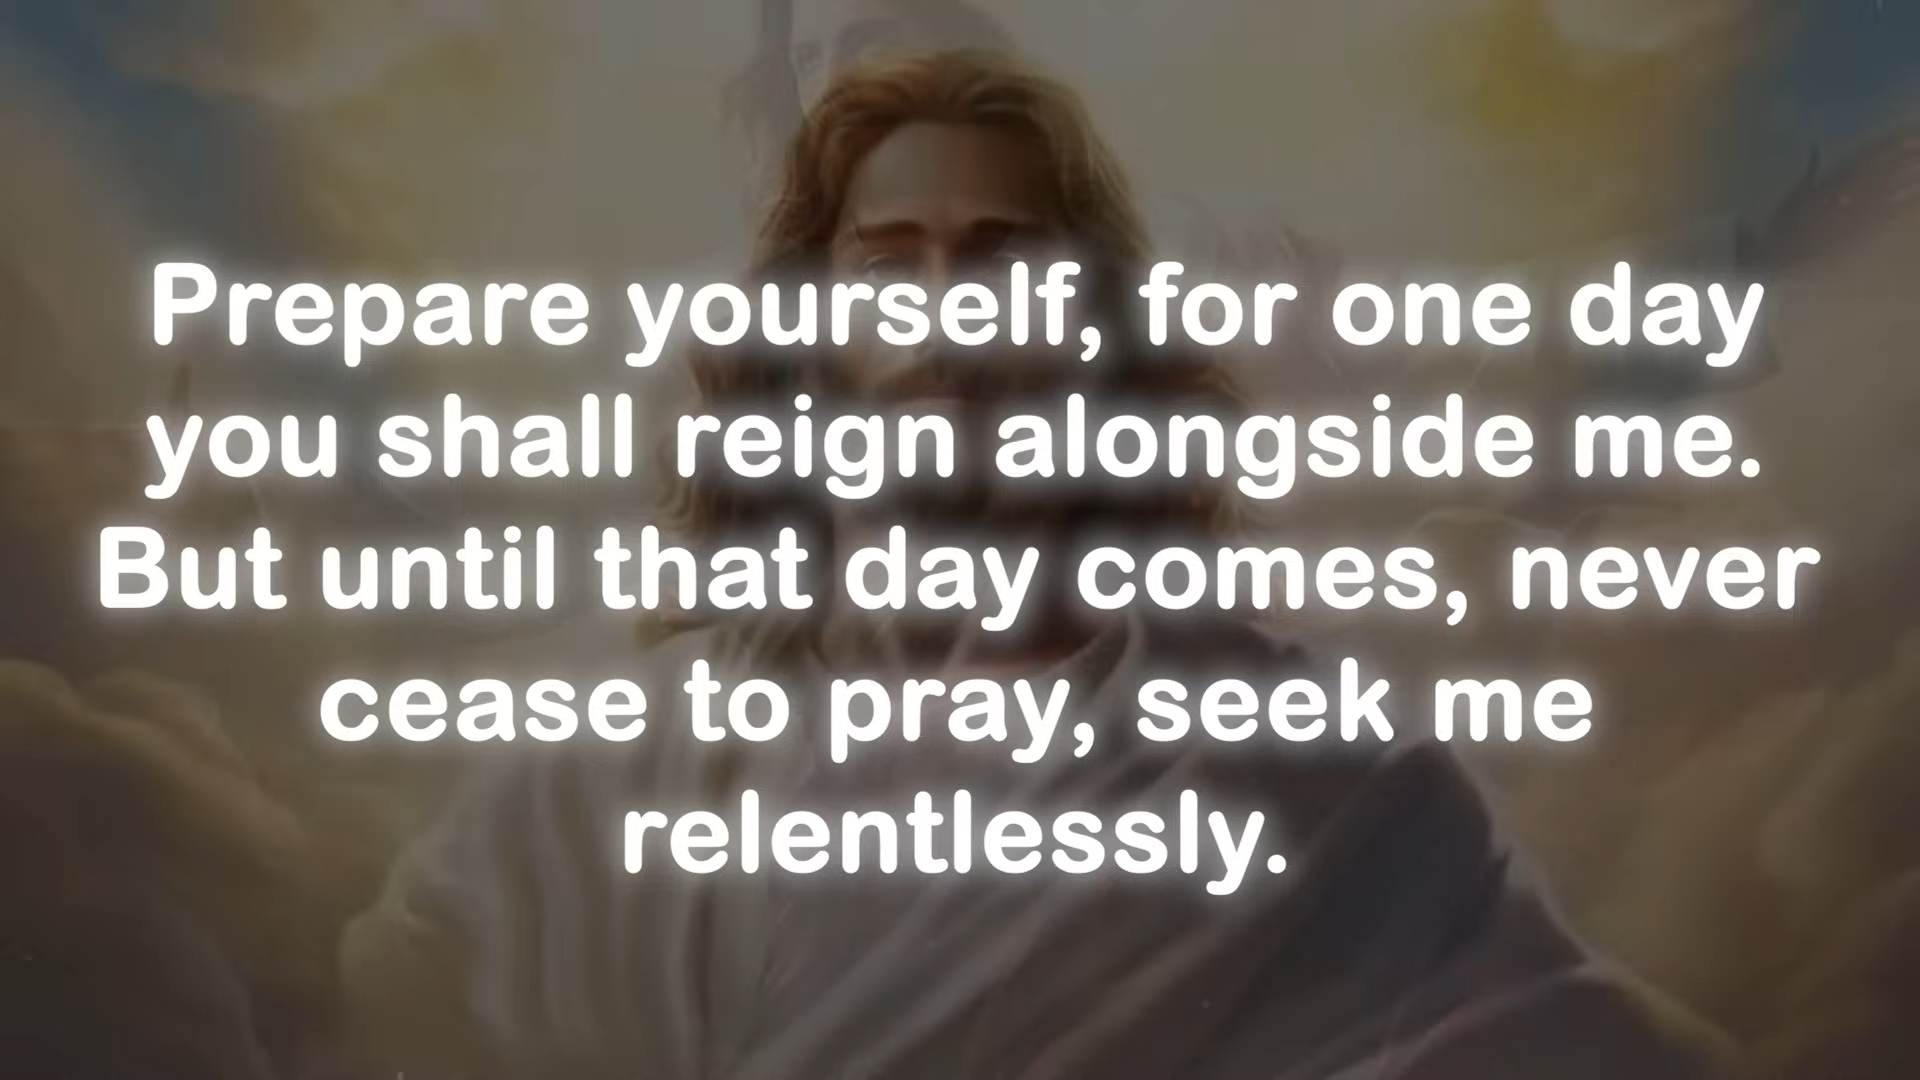 Prepare yourself, for one day
you shall reign alongside me.
But until that day comes, never
cease to pray, seek me
relentlessly.